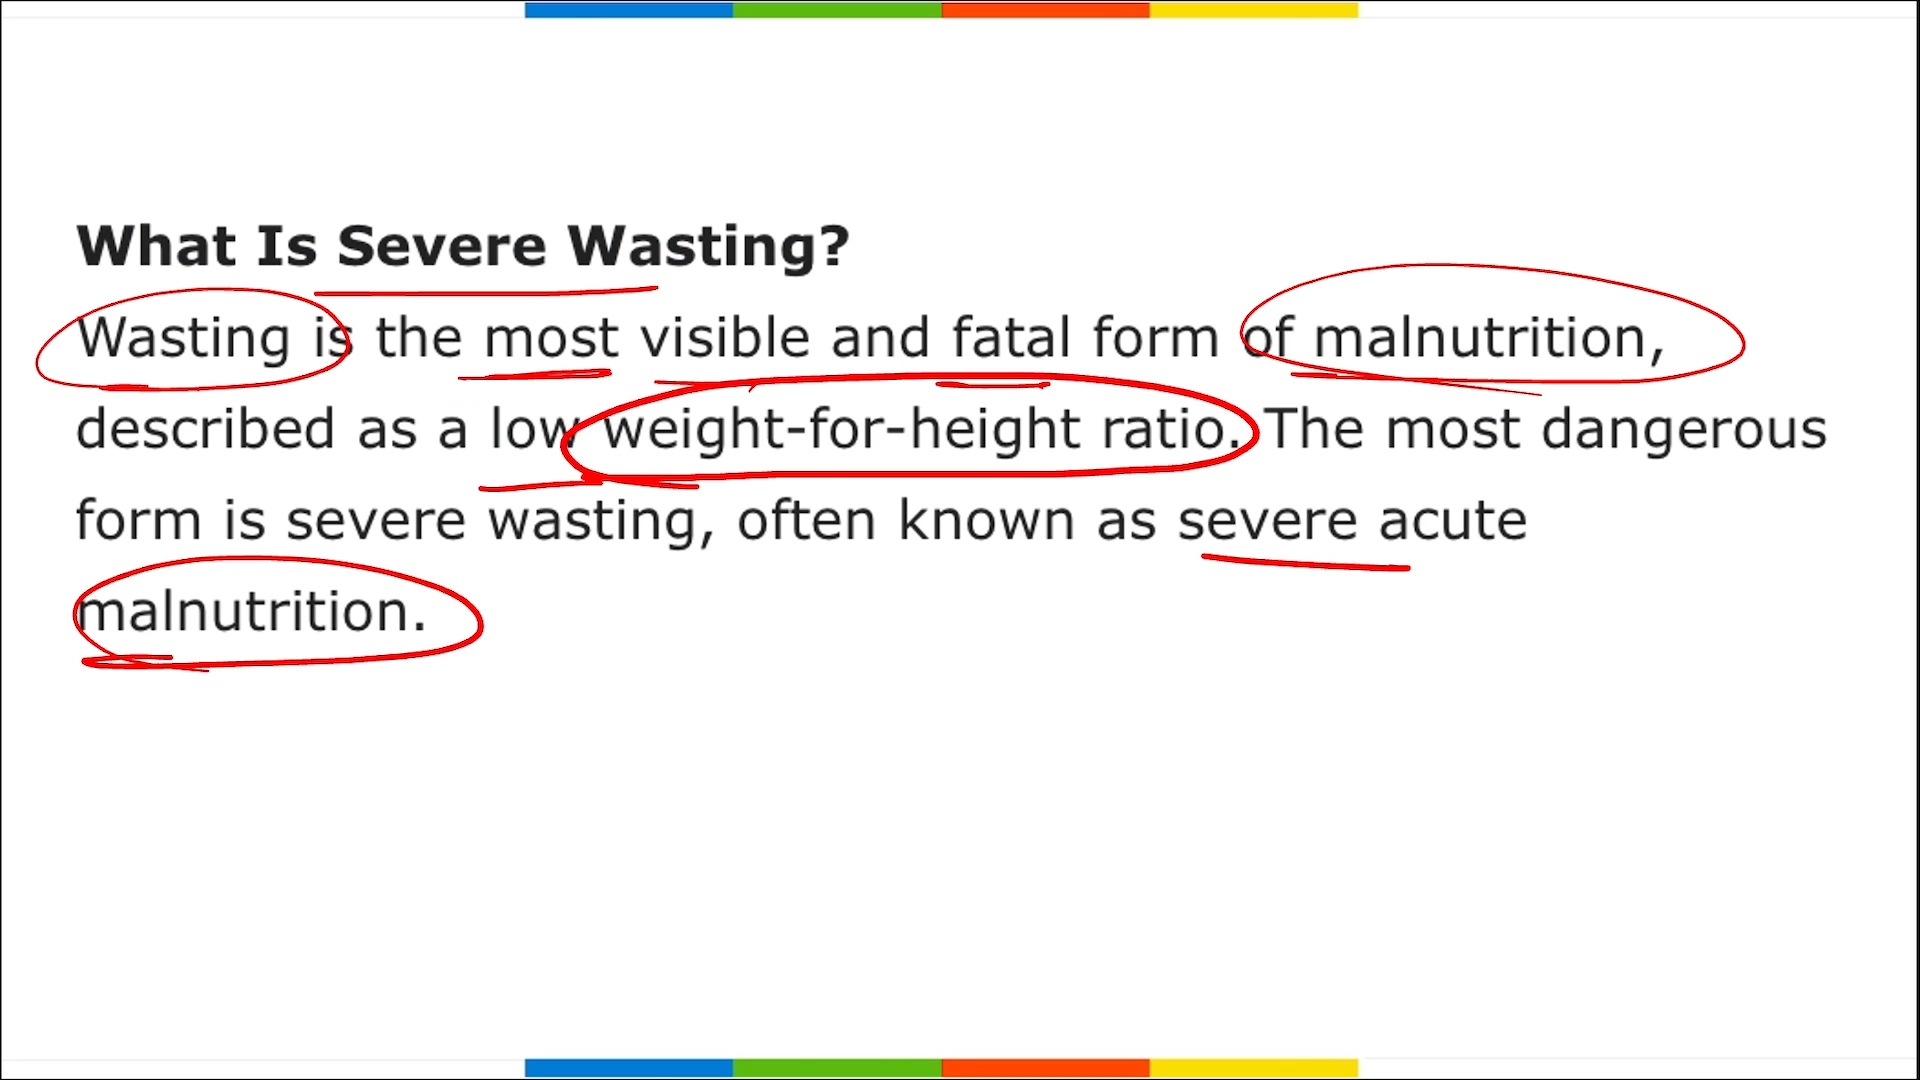 What Is Severe Wasting?
Wasting is the most visible and fatal form of malnutrition,
described as a low weight-for-height ratio. The most dangerous
form is severe wasting, often known as severe acute
malnutrition.